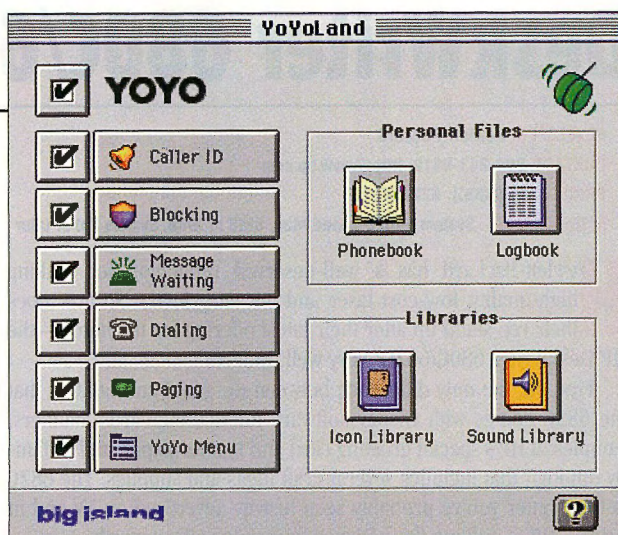 YoYoLand
YOYO
Caller ID
Blocking
Message
Waiting
Dialing
Paging
YoYo Menu
Personal Files
Phonebook
Logbook
Libraries
Icon Library
Sound Library
big island
?